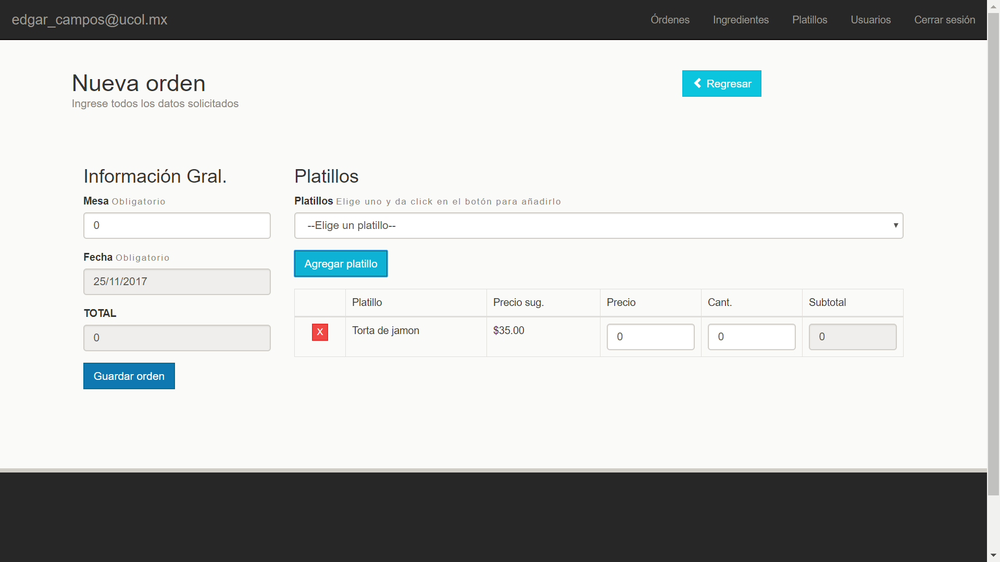 edgar_campos@ucol.mx Órdenes Ingredientes Platillos Usuarios Cerrar sesión
Nueva orden
Ingrese todos los datos solicitados
Regresar
Información Gral.
Mesa Obligatorio
0
Fecha Obligatorio
25/11/2017
TOTAL
0
Guardar orden
Platillos
Platillos Elige uno y da click en el botón para añadirlo
--Elige un platillo--
Agregar platillo
Platillo Precio sug. Precio Cant. Subtotal
X Torta de jamon $35.00 0 0 0